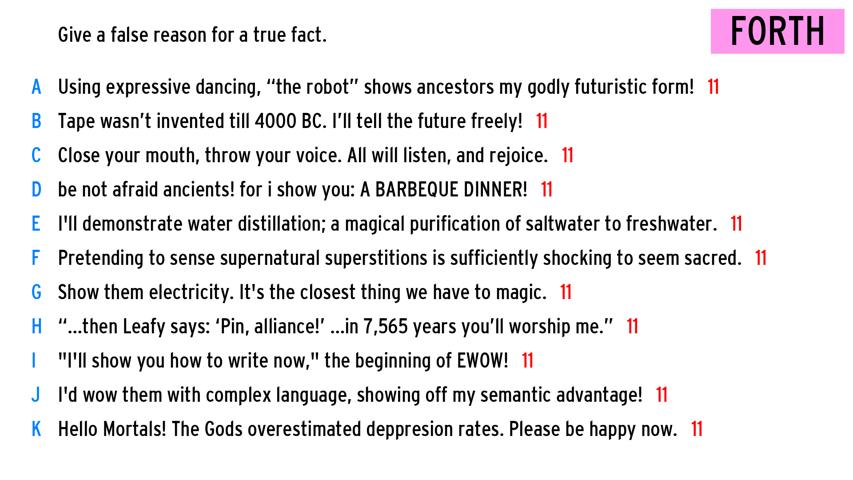 Give a false reason for a true fact.
FORTH
A Using expressive dancing, “the robot” shows ancestors my godly futuristic form! 11
B Tape wasn’t invented till 4000 BC. I’ll tell the future freely! 11
C Close your mouth, throw your voice. All will listen, and rejoice. 11
D be not afraid ancients! for i show you: A BARBEQUE DINNER! 11
E I'll demonstrate water distillation; a magical purification of saltwater to freshwater. 11
F Pretending to sense supernatural superstitions is sufficiently shocking to seem sacred. 11
G Show them electricity. It's the closest thing we have to magic. 11
H “...then Leafy says: ‘Pin, alliance!’ ...in 7,565 years you’ll worship me.” 11
I "I'll show you how to write now," the beginning of EWOW! 11
J I'd wow them with complex language, showing off my semantic advantage! 11
K Hello Mortals! The Gods overestimated deppresion rates. Please be happy now. 11